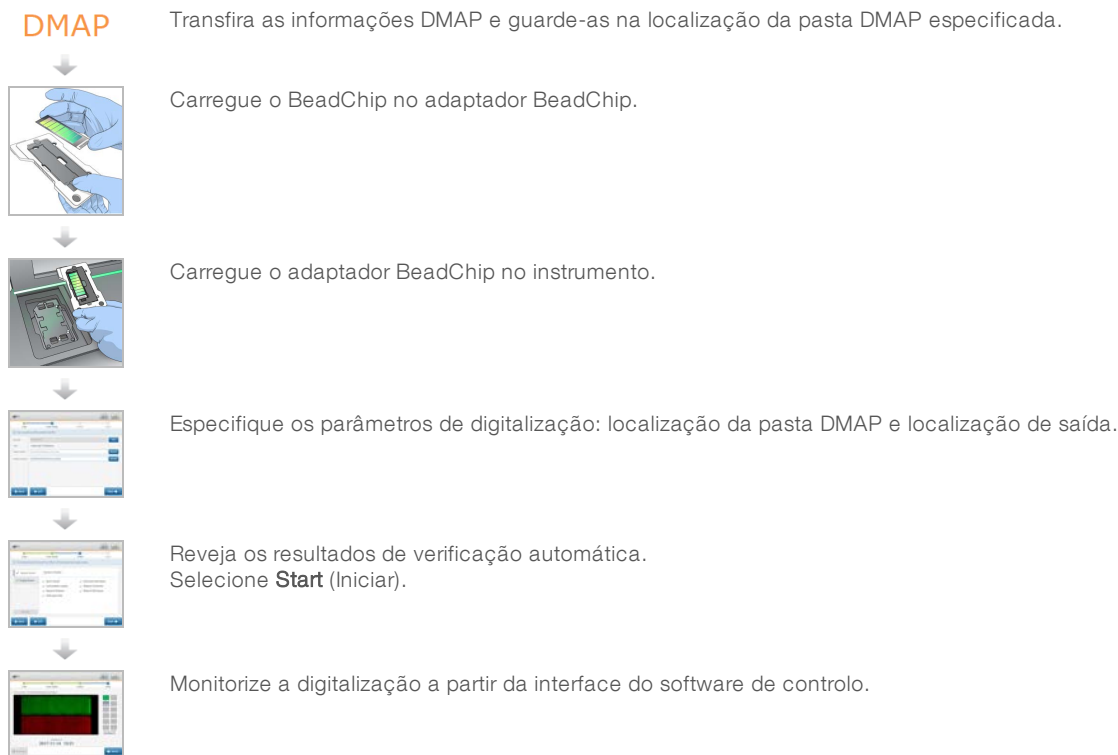 DMAP
Transfira as informações DMAP e guarde-as na localização da pasta DMAP especificada.
Carregue o BeadChip no adaptador BeadChip.
Carregue o adaptador BeadChip no instrumento.
Especifique os parâmetros de digitalização: localização da pasta DMAP e localização de saída.
Reveja os resultados de verificação automática.
Selecione Start (Iniciar).
Monitorize a digitalização a partir da interface do software de controlo.